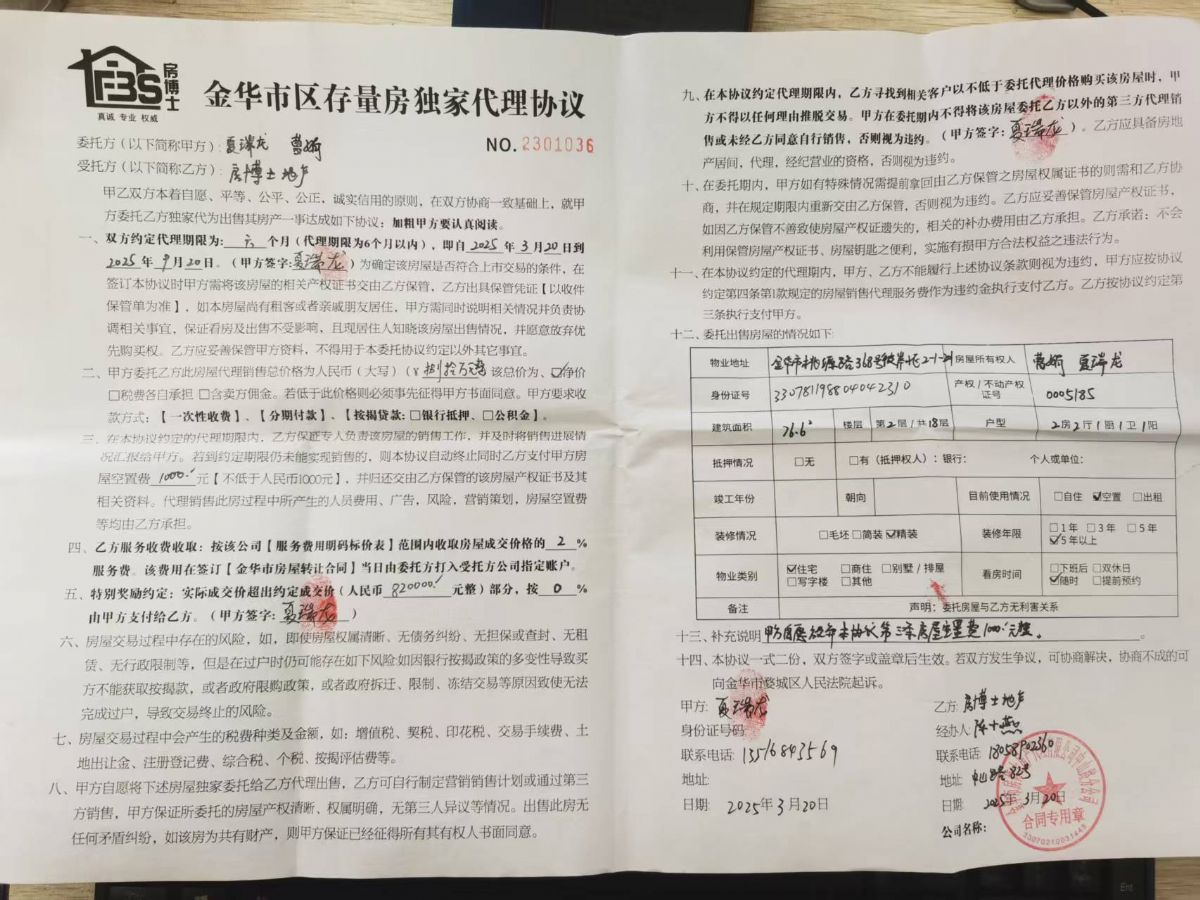 FBS
房博士
真诚 专业 权威
金华市区存量房独家代理协议
NO.2301036
委托方（以下简称甲方）:夏瑞龙 曹娟
受托方（以下简称乙方）:房博士地产
甲乙双方本着自愿、平等、公平、公正，诚实信用的原则，在双方协商一致基础上，就甲
方委托乙方独家代为出售其房产一事达成如下协议：加粗甲方要认真阅读。
一、双方约定代理期限为：六个月（代理期限为6个月以内），即自2025年3月20日到
2025年9月20日。（甲方签字:夏瑞龙）为确定该房屋是否符合上市交易的条件，在
签订本协议时甲方需将该房屋的相关产权证书交由乙方保管，乙方出具保管凭证【以收件
保管单为准】，如本房屋尚有租客或者亲戚朋友居住，甲方需同时说明相关情况并负责协
调相关事宜，保证看房及出售不受影响，且现居住人知晓该房屋出售情况，并愿意放弃优
先购买权。乙方应妥善保管甲方资料，不得用于本委托协议约定以外其它事宜。
二、甲方委托乙方此房屋代理销售总价格为人民币（大写）（¥捌拾万 该总价为、☑净价
□税费各自承担 □含卖方佣金。若低于此价格则必须事先征得甲方书面同意。甲方要求收
款方式：【一次性收费】、【分期付款】、【按揭贷款：□银行抵押、□公积金】。
三、在本协议约定的代理期限内，乙方保证专人负责该房屋的销售工作，并及时将销售进展情
况汇报给甲方。若到约定期限仍未能实现销售的，则本协议自动终止同时乙方支付甲方房
屋空置费1000.-元【不低于人民币1000元】，并归还交由乙方保管的该房屋产权证书及其
相关资料。代理销售此房过程中所产生的人员费用、广告，风险，营销策划，房屋空置费
等均由乙方承担。
四、乙方服务收费收取：按该公司【服务费用明码标价表】范围内收取房屋成交价格的2%
服务费。该费用在签订【金华市房屋转让合同】当日由委托方打入受托方公司指定账户。
五、特别奖励约定：实际成交价超出约定成交价（人民币820000.-元整）部分，按0%
由甲方支付给乙方。（甲方签字：夏瑞龙）
六、房屋交易过程中存在的风险，如，即使房屋权属清晰、无债务纠纷、无担保或查封、无租
赁、无行政限制等，但是在过户时仍可能存在如下风险:如因银行按揭政策的多变性导致买
方不能获取按揭款，或者政府限购政策，或者政府拆迁、限制、冻结交易等原因致使无法
完成过户，导致交易终止的风险。
七、房屋交易过程中会产生的税费种类及金额，如：增值税、契税、印花税、交易手续费、土
地出让金、注册登记费、综合税、个税、按揭评估费等。
八、甲方自愿将下述房屋独家委托给乙方代理出售，乙方可自行制定营销销售计划或通过第三
方销售，甲方保证所委托的房屋产权清晰、权属明确，无第三人异议等情况。出售此房无
任何矛盾纠纷，如该房为共有财产，则甲方保证已经征得所有其有权人书面同意。
九、在本协议约定代理期限内，乙方寻找到相关客户以不低于委托代理价格购买该房屋时，甲
方不得以任何理由推脱交易。甲方在委托期内不得将该房屋委托乙方以外的第三方代理销
售或未经乙方同意自行销售，否则视为违约。（甲方签字：夏瑞龙）。乙方应具备房地
产居间，代理，经纪营业的资格，否则视为违约。
十、在委托期内，甲方如有特殊情况需提前拿回由乙方保管之房屋权属证书的则需和乙方协
商，并在规定期限内重新交由乙方保管，否则视为违约。乙方应妥善保管房屋产权证书，
如因乙方保管不善致使房屋产权证遗失的，相关的补办费用由乙方承担。乙方承诺：不会
利用保管房屋产权证书、房屋钥匙之便利，实施有损甲方合法权益之违法行为。
十一、在本协议约定的代理期内，甲方、乙方不能履行上述协议条款则视为违约，甲方应按协议
约定第四条第1款规定的房屋销售代理服务费作为违约金执行支付乙方。乙方按协议约定第
三条执行支付甲方。
十二、委托出售房屋的情况如下:
物业地址 金华市 路368号 2-1-201 房屋所有权人 曹娟 夏瑞龙
身份证号 330781198804042310 产权／不动产权证号 0005185
建筑面积 76.6² 楼层 第2层/共18层 户型 2房2厅1厨1卫1阳
抵押情况 □无 □有（抵押权人）：银行： 个人或单位：
竣工年份 朝向 目前使用情况 □自住 ☑空置 □出租
装修情况 □毛坯 □简装 ☑精装 装修年限 □1年 □3年 □5年 ☑5年以上
物业类别 ☑住宅 □商住 □别墅／排屋 □写字楼 □其他 看房时间 □下班后 □双休日 ☑随时 □提前预约
备注 声明：委托房屋与乙方无利害关系
十三、补充说明甲方自愿放弃本协议第三条房屋空置费1000.元整。
十四、本协议一式二份，双方签字或盖章后生效。若双方发生争议，可协商解决，协商不成的可
向金华市婺城区人民法院起诉。
甲方：夏瑞龙
身份证号码
联系电话：13516843569
地址:
日期：2025年3月20日
乙方：房博士地产
经办人:陈小燕
联系电话:18058902360
地址:中山路82号
日期:2025年3月20日
公司名称：
合同专用章
33070210031449
Ent